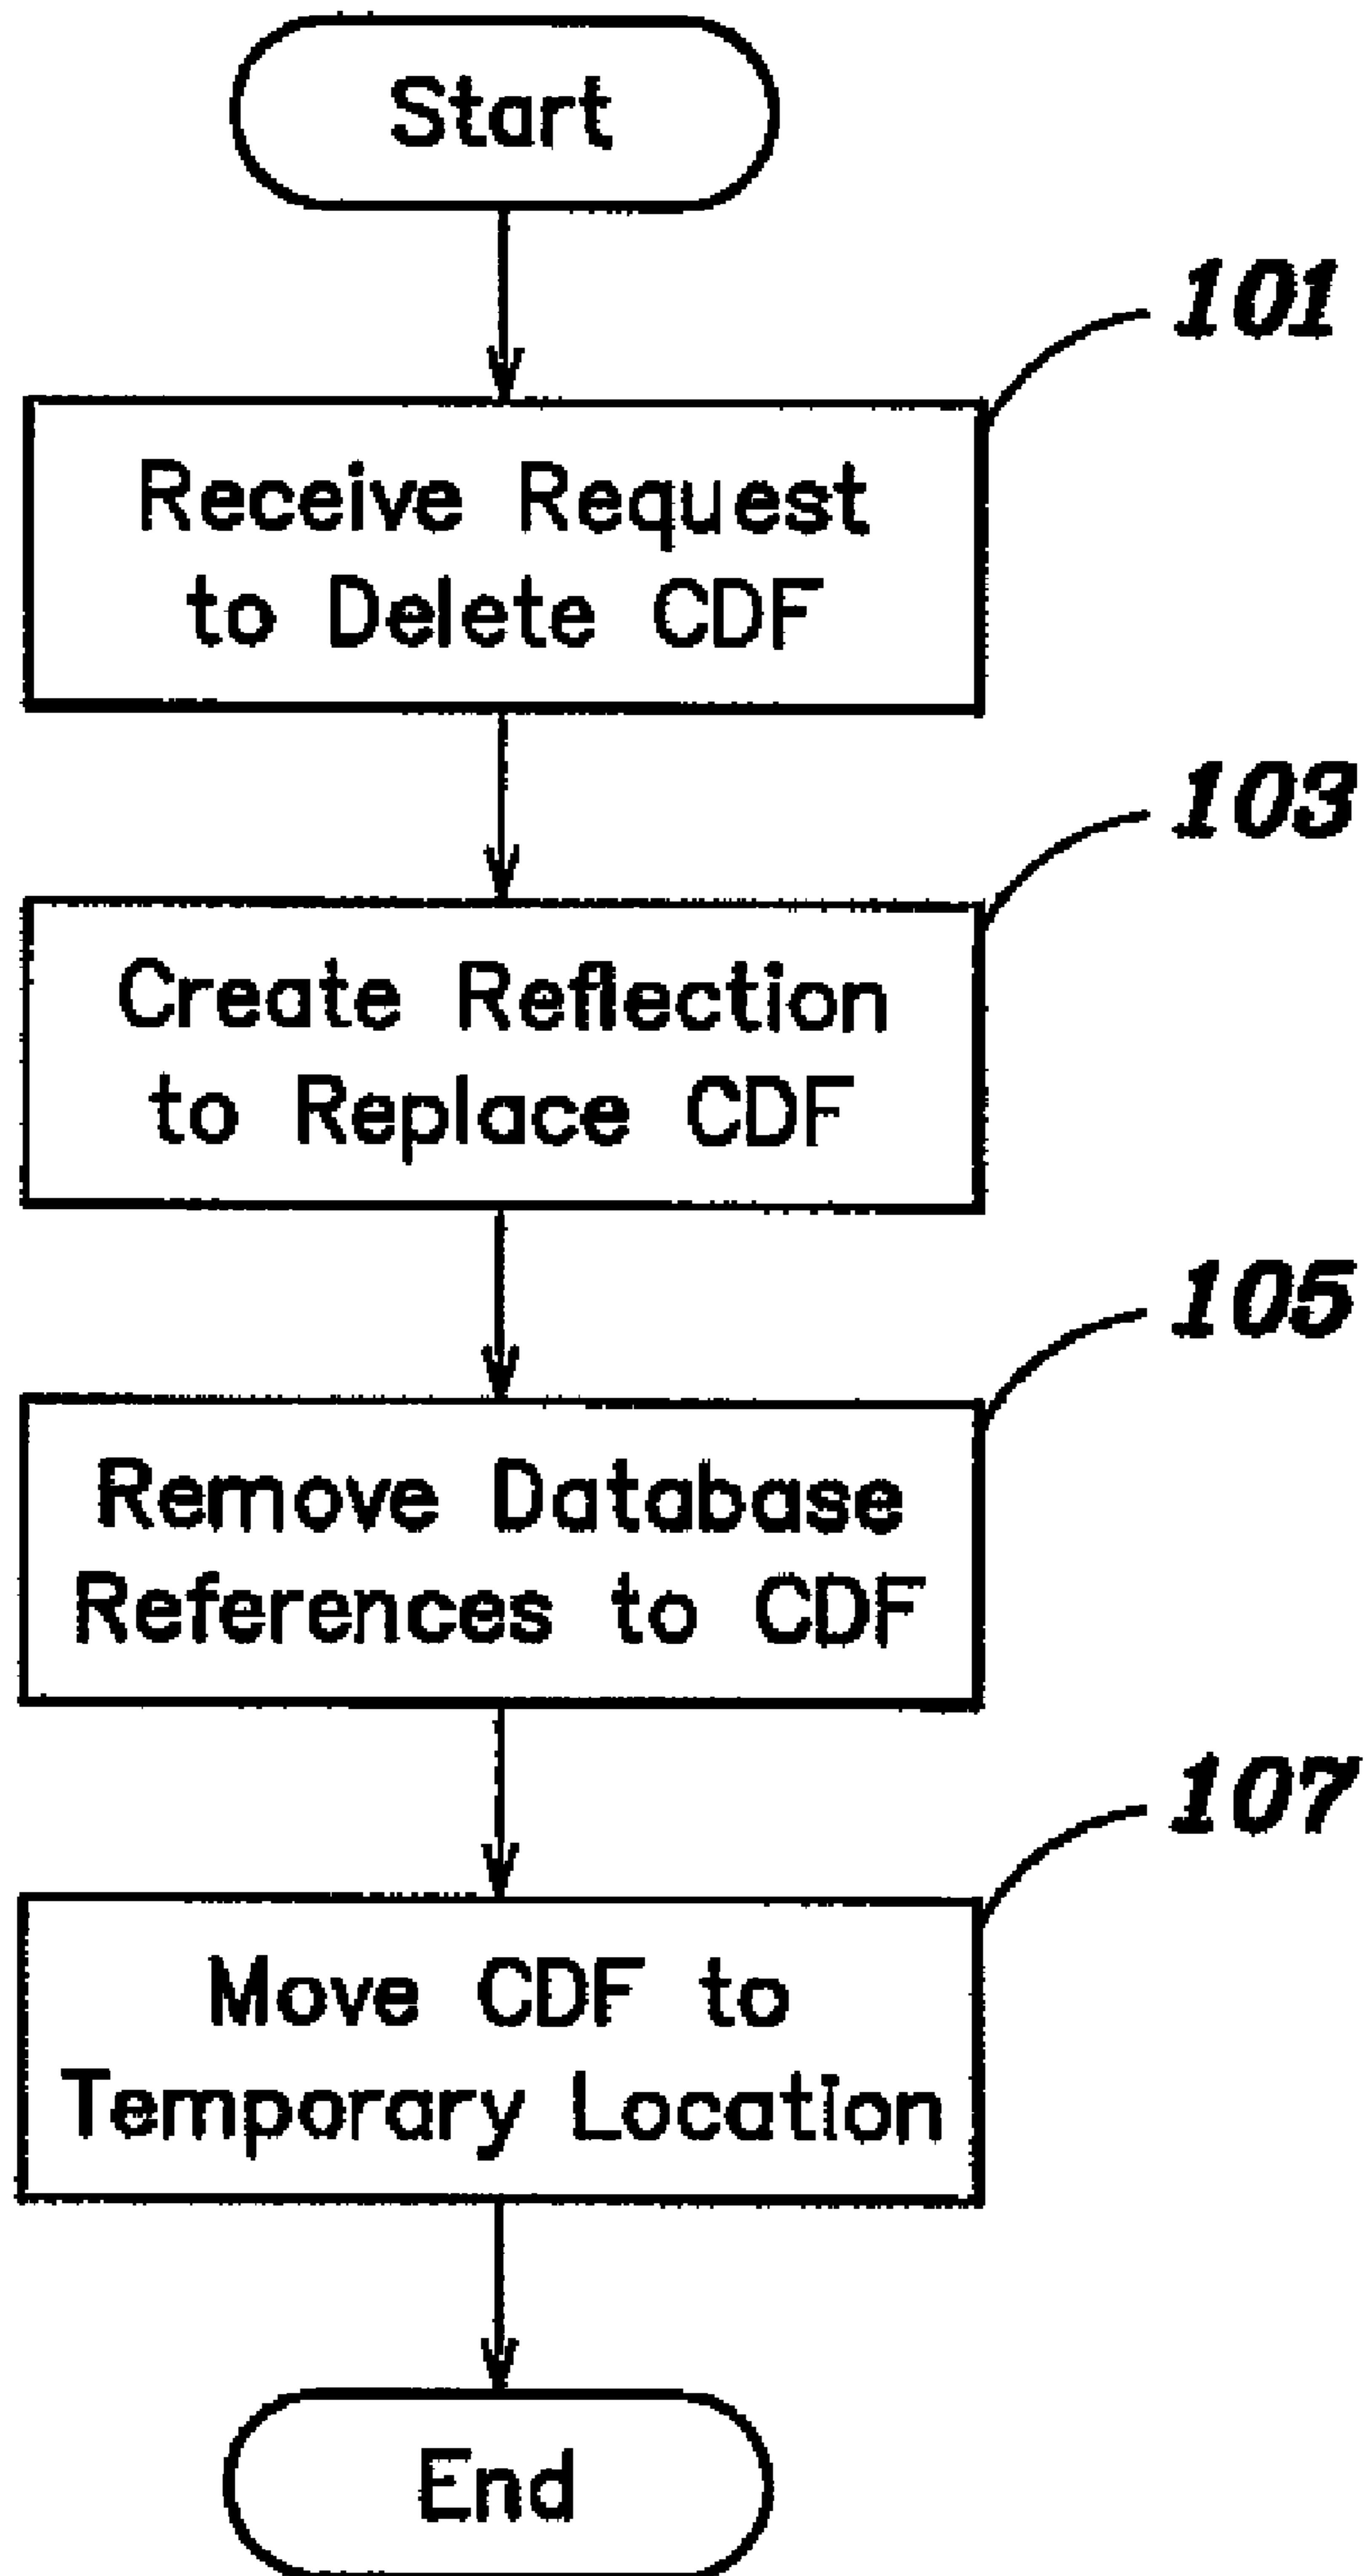 Start
101
Receive Request
to Delete CDF
103
Create Reflection
to Replace CDF
105
Remove Database
References to CDF
107
Move CDF to
Temporary Location
End